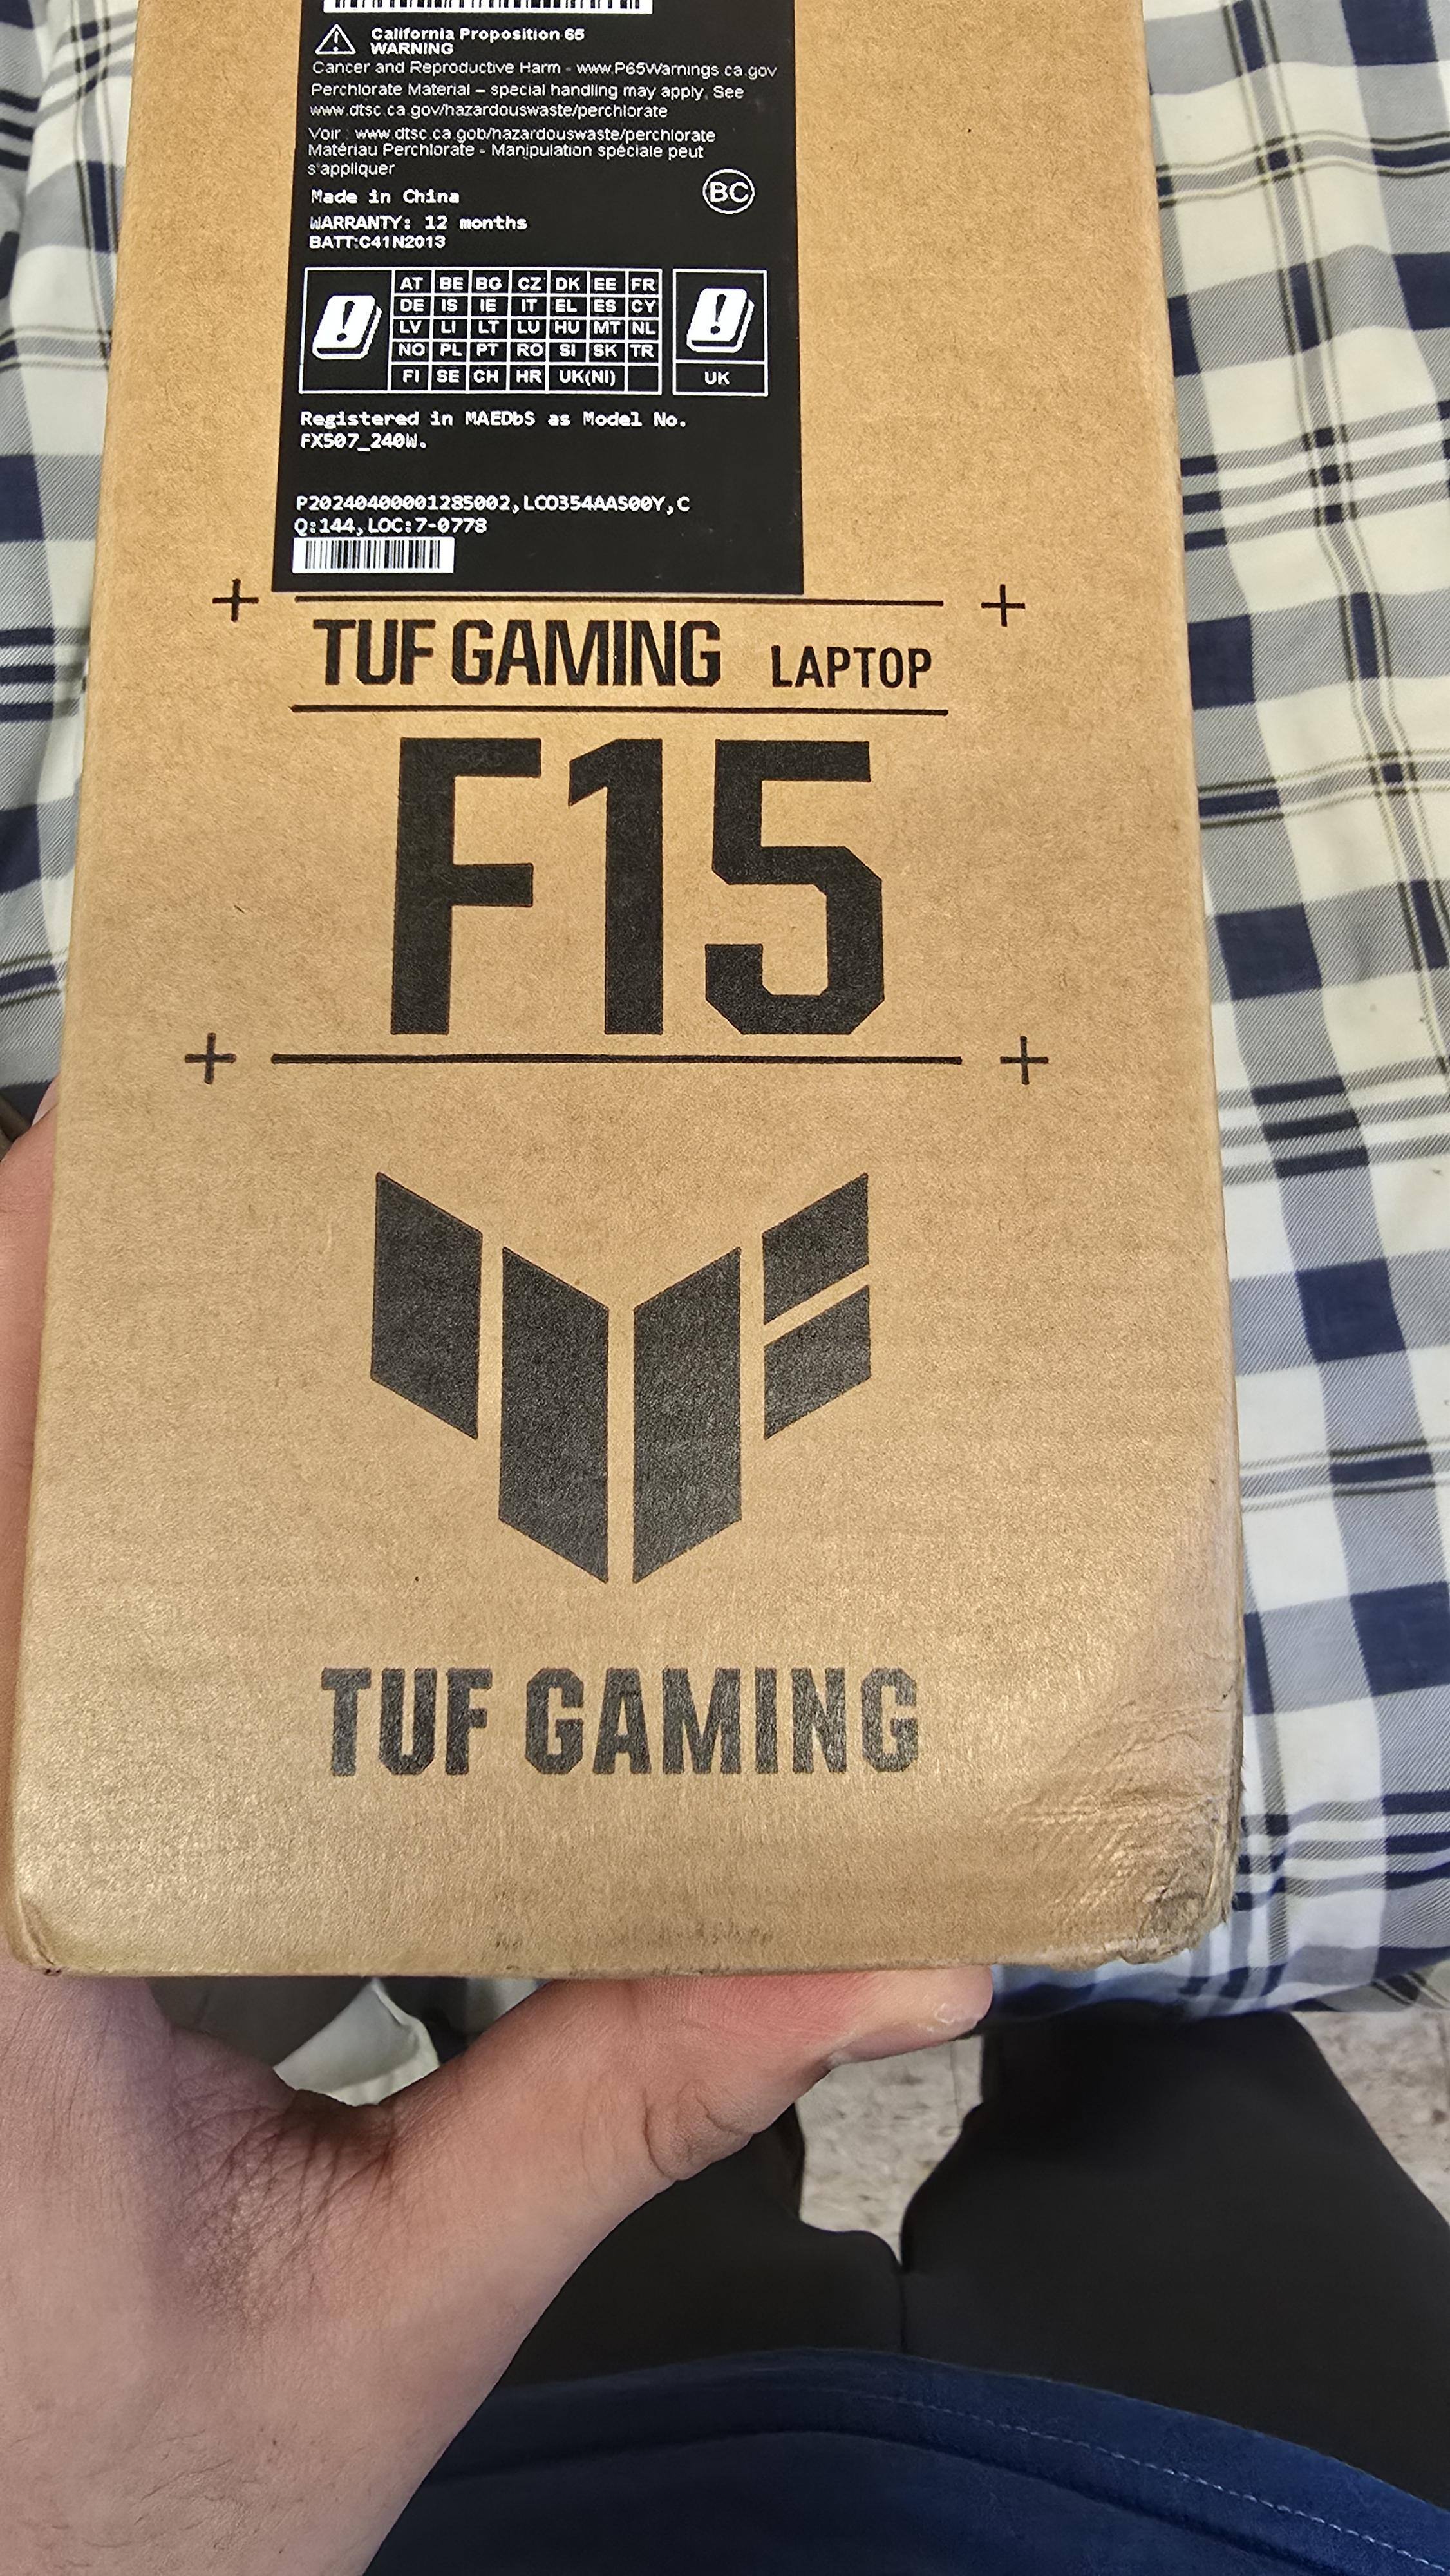 California Proposition 65
WARNING
Cancer and Reproductive Harm - www.P65Warnings.ca.gov
Perchlorate Material – special handling may apply. See
www.dtsc.ca.gov/hazardouswaste/perchlorate
Voir : www.dtsc.ca.gob/hazardouswaste/perchlorate
Matériau Perchlorate - Manipulation spéciale peut
s'appliquer
Made in China
BC
WARRANTY: 12 months
BATT:C41N2013
AT BE BG CZ DK EE FR
DE IS IE IT EL ES CY
LV LI LT LU HU MT NL
NO PL PT RO SI SK TR
FI SE CH HR UK(NI)
UK
Registered in MAEDbS as Model No.
FX507_240W.
P20240400001285002,LCO354AAS00Y,C
Q:144,LOC:7-0778
TUF GAMING LAPTOP
F15
TUF GAMING